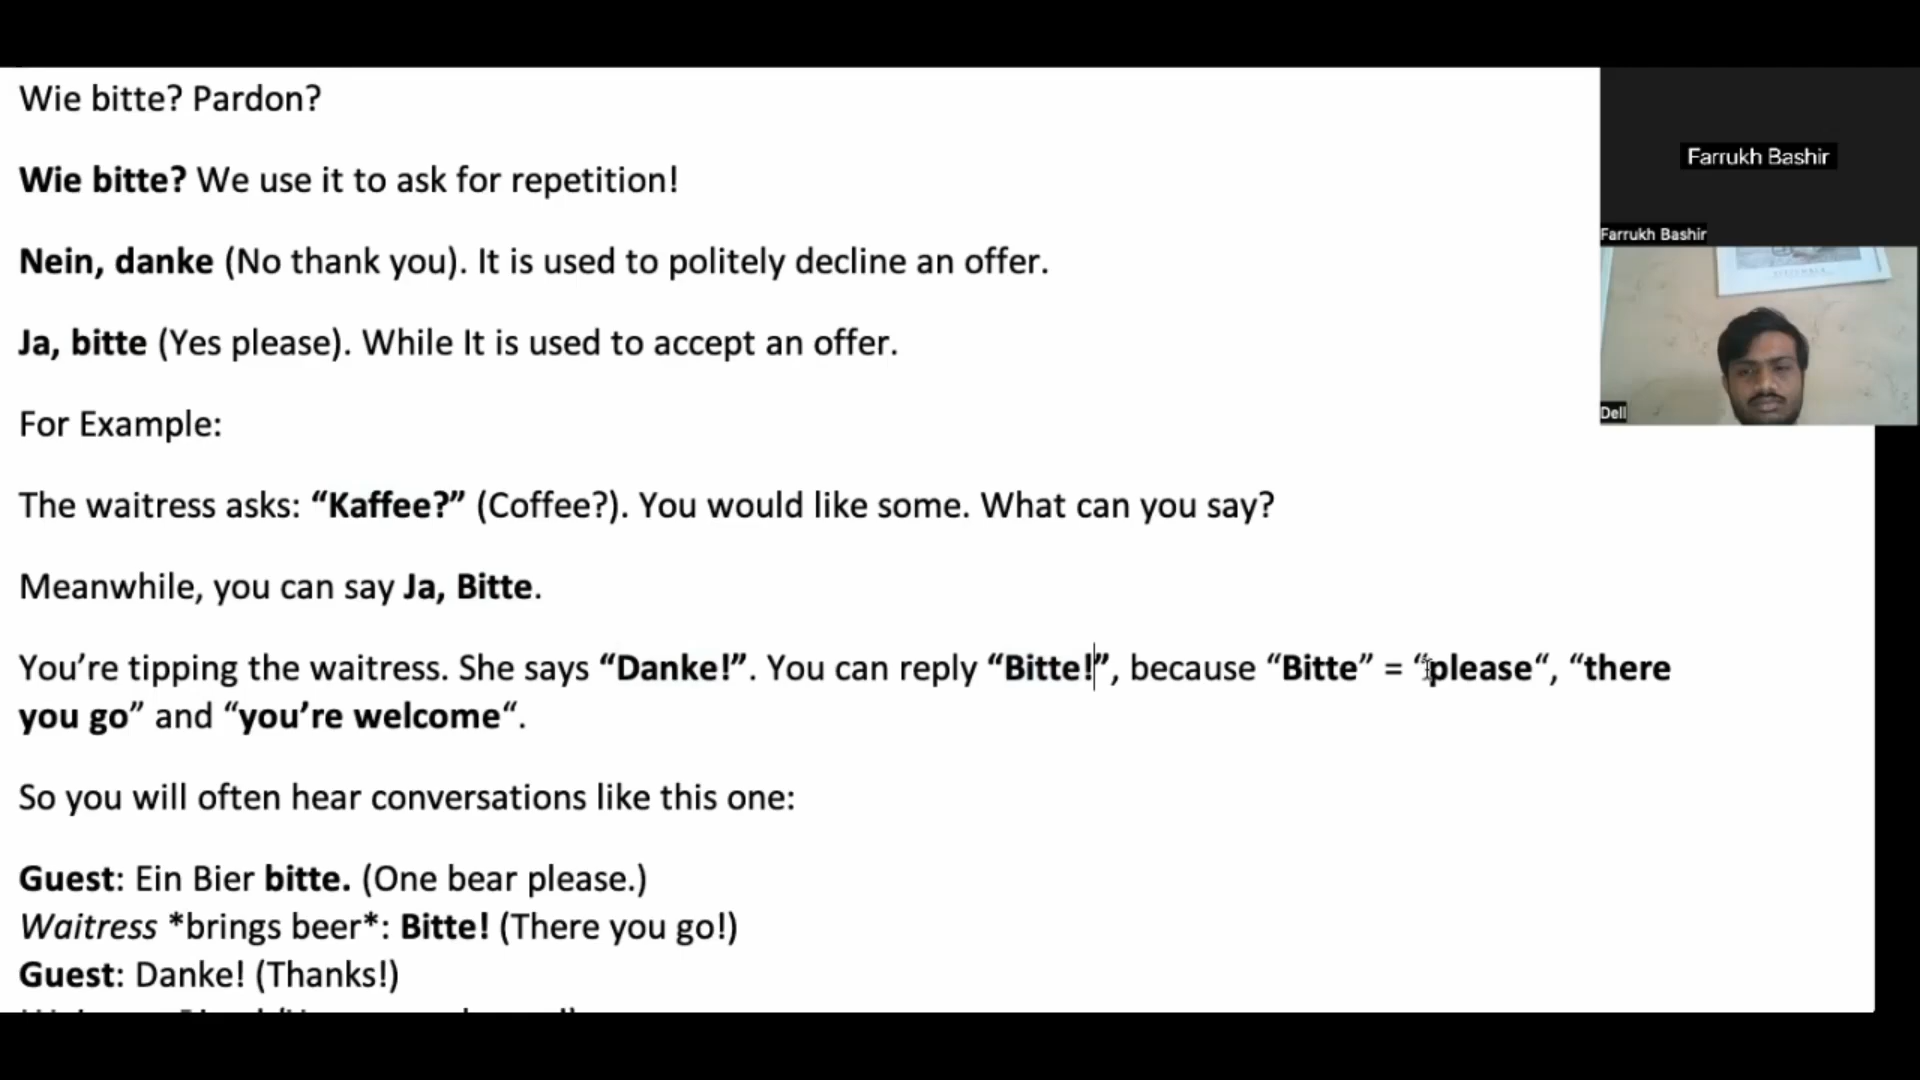 Wie bitte? Pardon?
Wie bitte? We use it to ask for repetition!
Nein, danke (No thank you). It is used to politely decline an offer.
Ja, bitte (Yes please). While It is used to accept an offer.
For Example:
The waitress asks: “Kaffee?” (Coffee?). You would like some. What can you say?
Meanwhile, you can say Ja, Bitte.
You’re tipping the waitress. She says “Danke!”. You can reply “Bitte!”, because “Bitte” = “please“, “there
you go” and “you’re welcome“.
So you will often hear conversations like this one:
Guest: Ein Bier bitte. (One bear please.)
Waitress *brings beer*: Bitte! (There you go!)
Guest: Danke! (Thanks!)
Farrukh Bashir
Farrukh Bashir
Dell